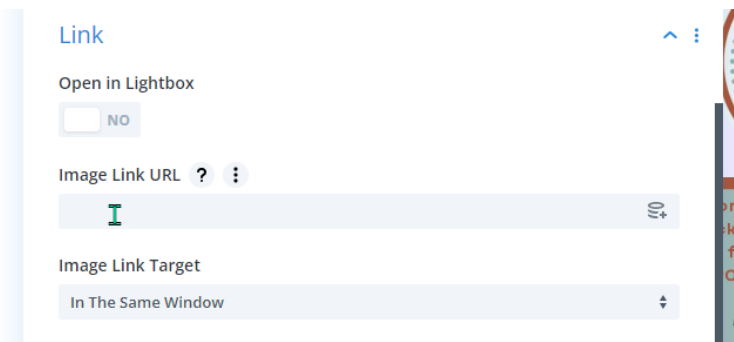 Link
Open in Lightbox
NO
Image Link URL ?
Image Link Target
In The Same Window